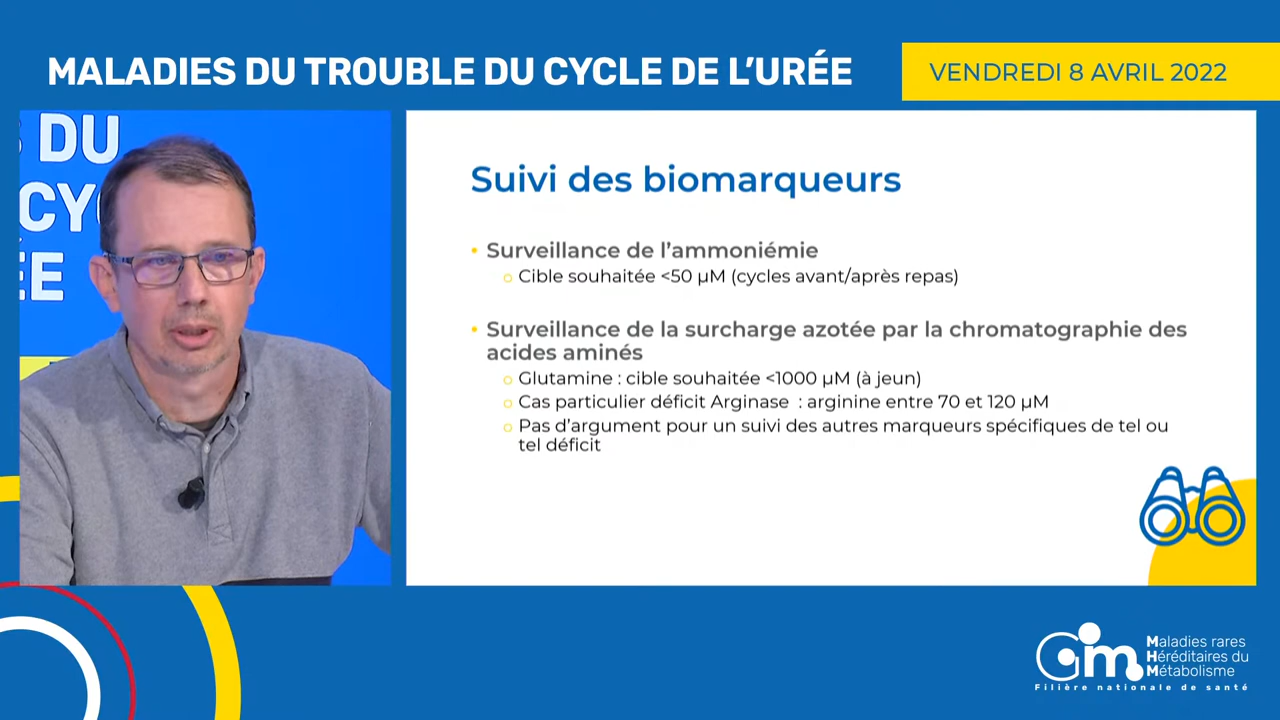 MALADIES DU TROUBLE DU CYCLE DE L'URÉE
VENDREDI 8 AVRIL 2022
DU
CY
ÉE
Suivi des biomarqueurs
• Surveillance de l'ammoniémie
o Cible souhaitée <50 µM (cycles avant/après repas)
• Surveillance de la surcharge azotée par la chromatographie des
acides aminés
o Glutamine : cible souhaitée <1000 µM (à jeun)
o Cas particulier déficit Arginase : arginine entre 70 et 120 µM
o Pas d'argument pour un suivi des autres marqueurs spécifiques de tel ou
tel déficit
Maladies rares
Héréditaires du
Métabolisme
Filière nationale de santé